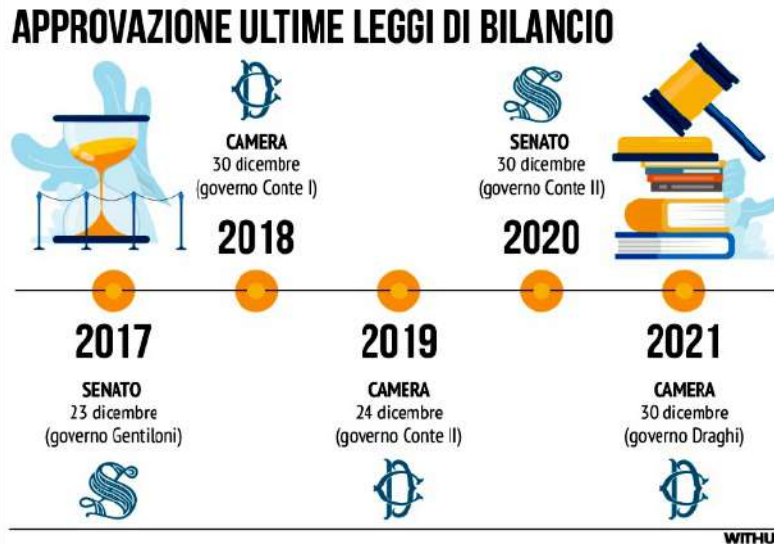 APPROVAZIONE ULTIME LEGGI DI BILANCIO
CAMERA
30 dicembre
(governo Conte I)
2018
SENATO
30 dicembre
(governo Conte II)
2020
2017
SENATO
23 dicembre
(governo Gentiloni)
2019
CAMERA
24 dicembre
(governo Conte II)
2021
CAMERA
30 dicembre
(governo Draghi)
WITHU